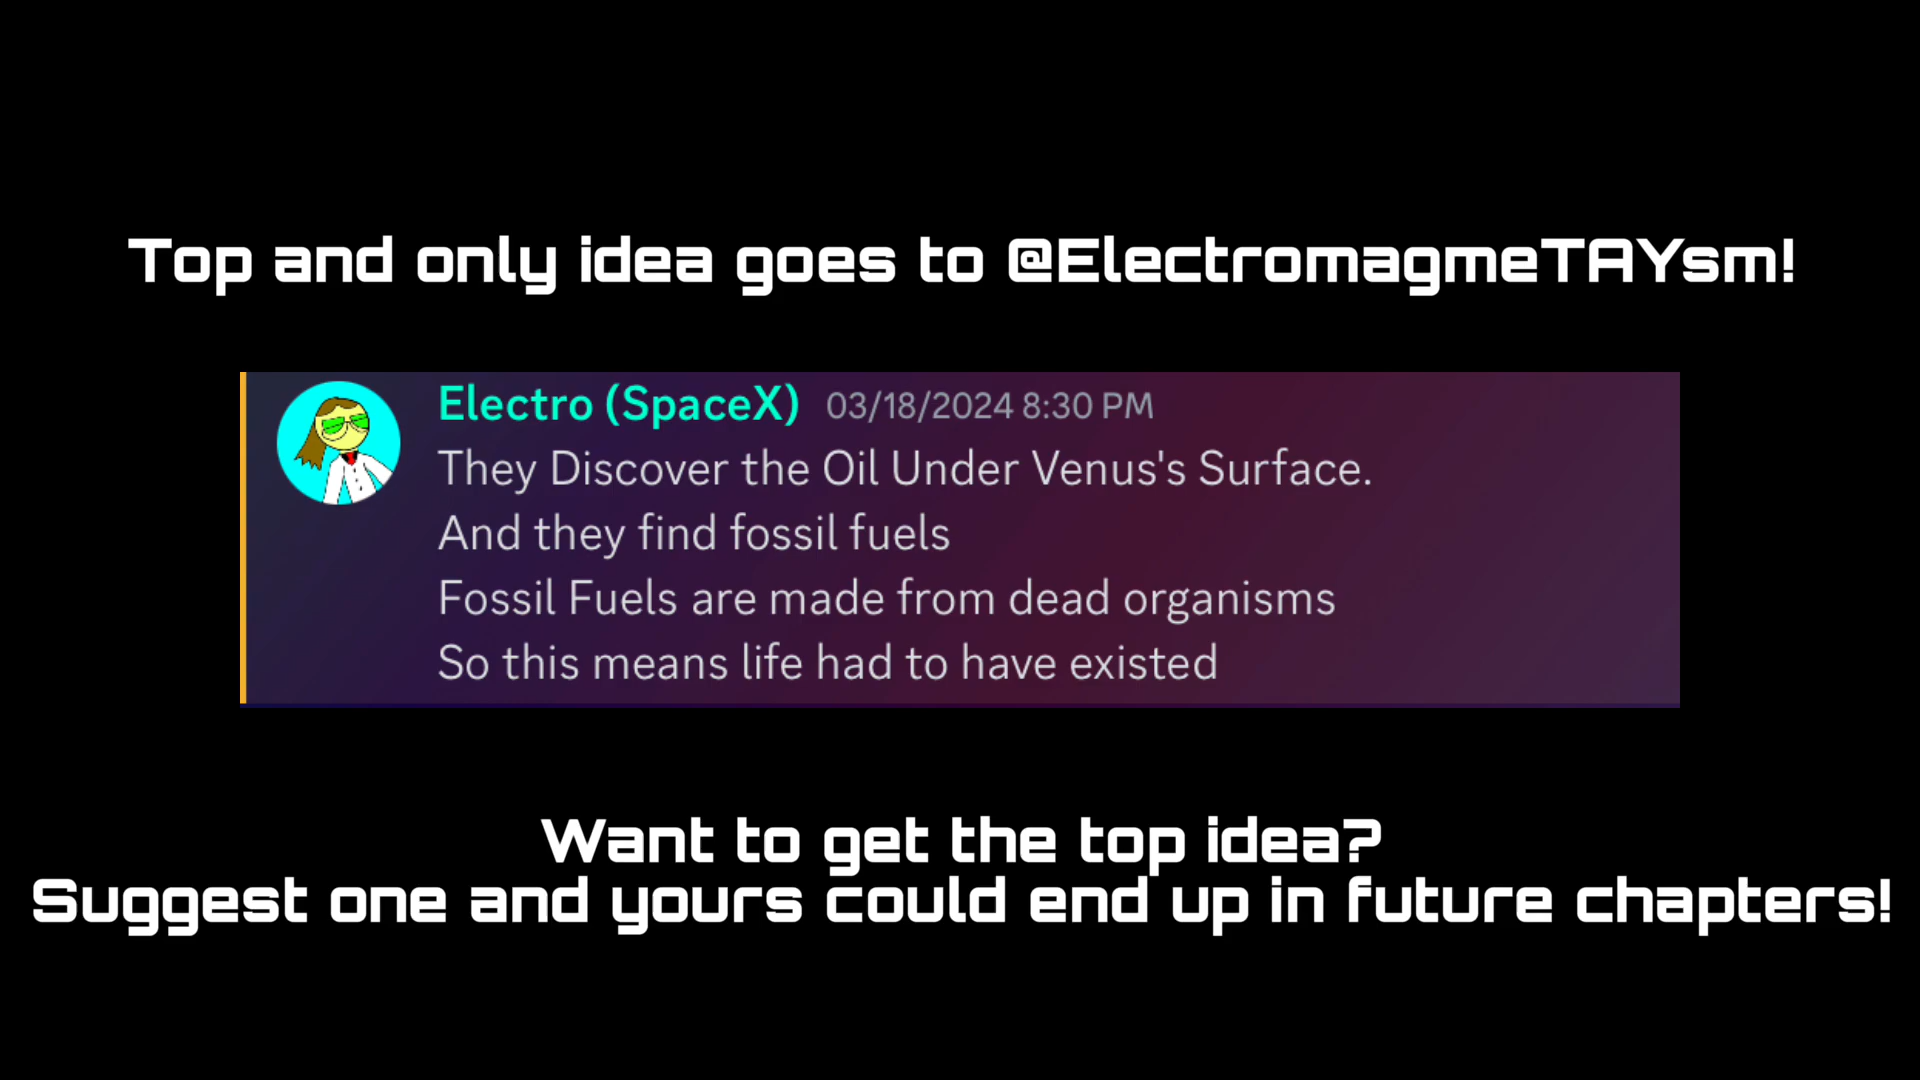 Top and only idea goes to @ElectromagmeTAYsm!
Electro (SpaceX) 03/18/2024 8:30 PM
They Discover the Oil Under Venus's Surface.
And they find fossil fuels
Fossil Fuels are made from dead organisms
So this means life had to have existed
Want to get the top idea?
Suggest one and yours could end up in future chapters!